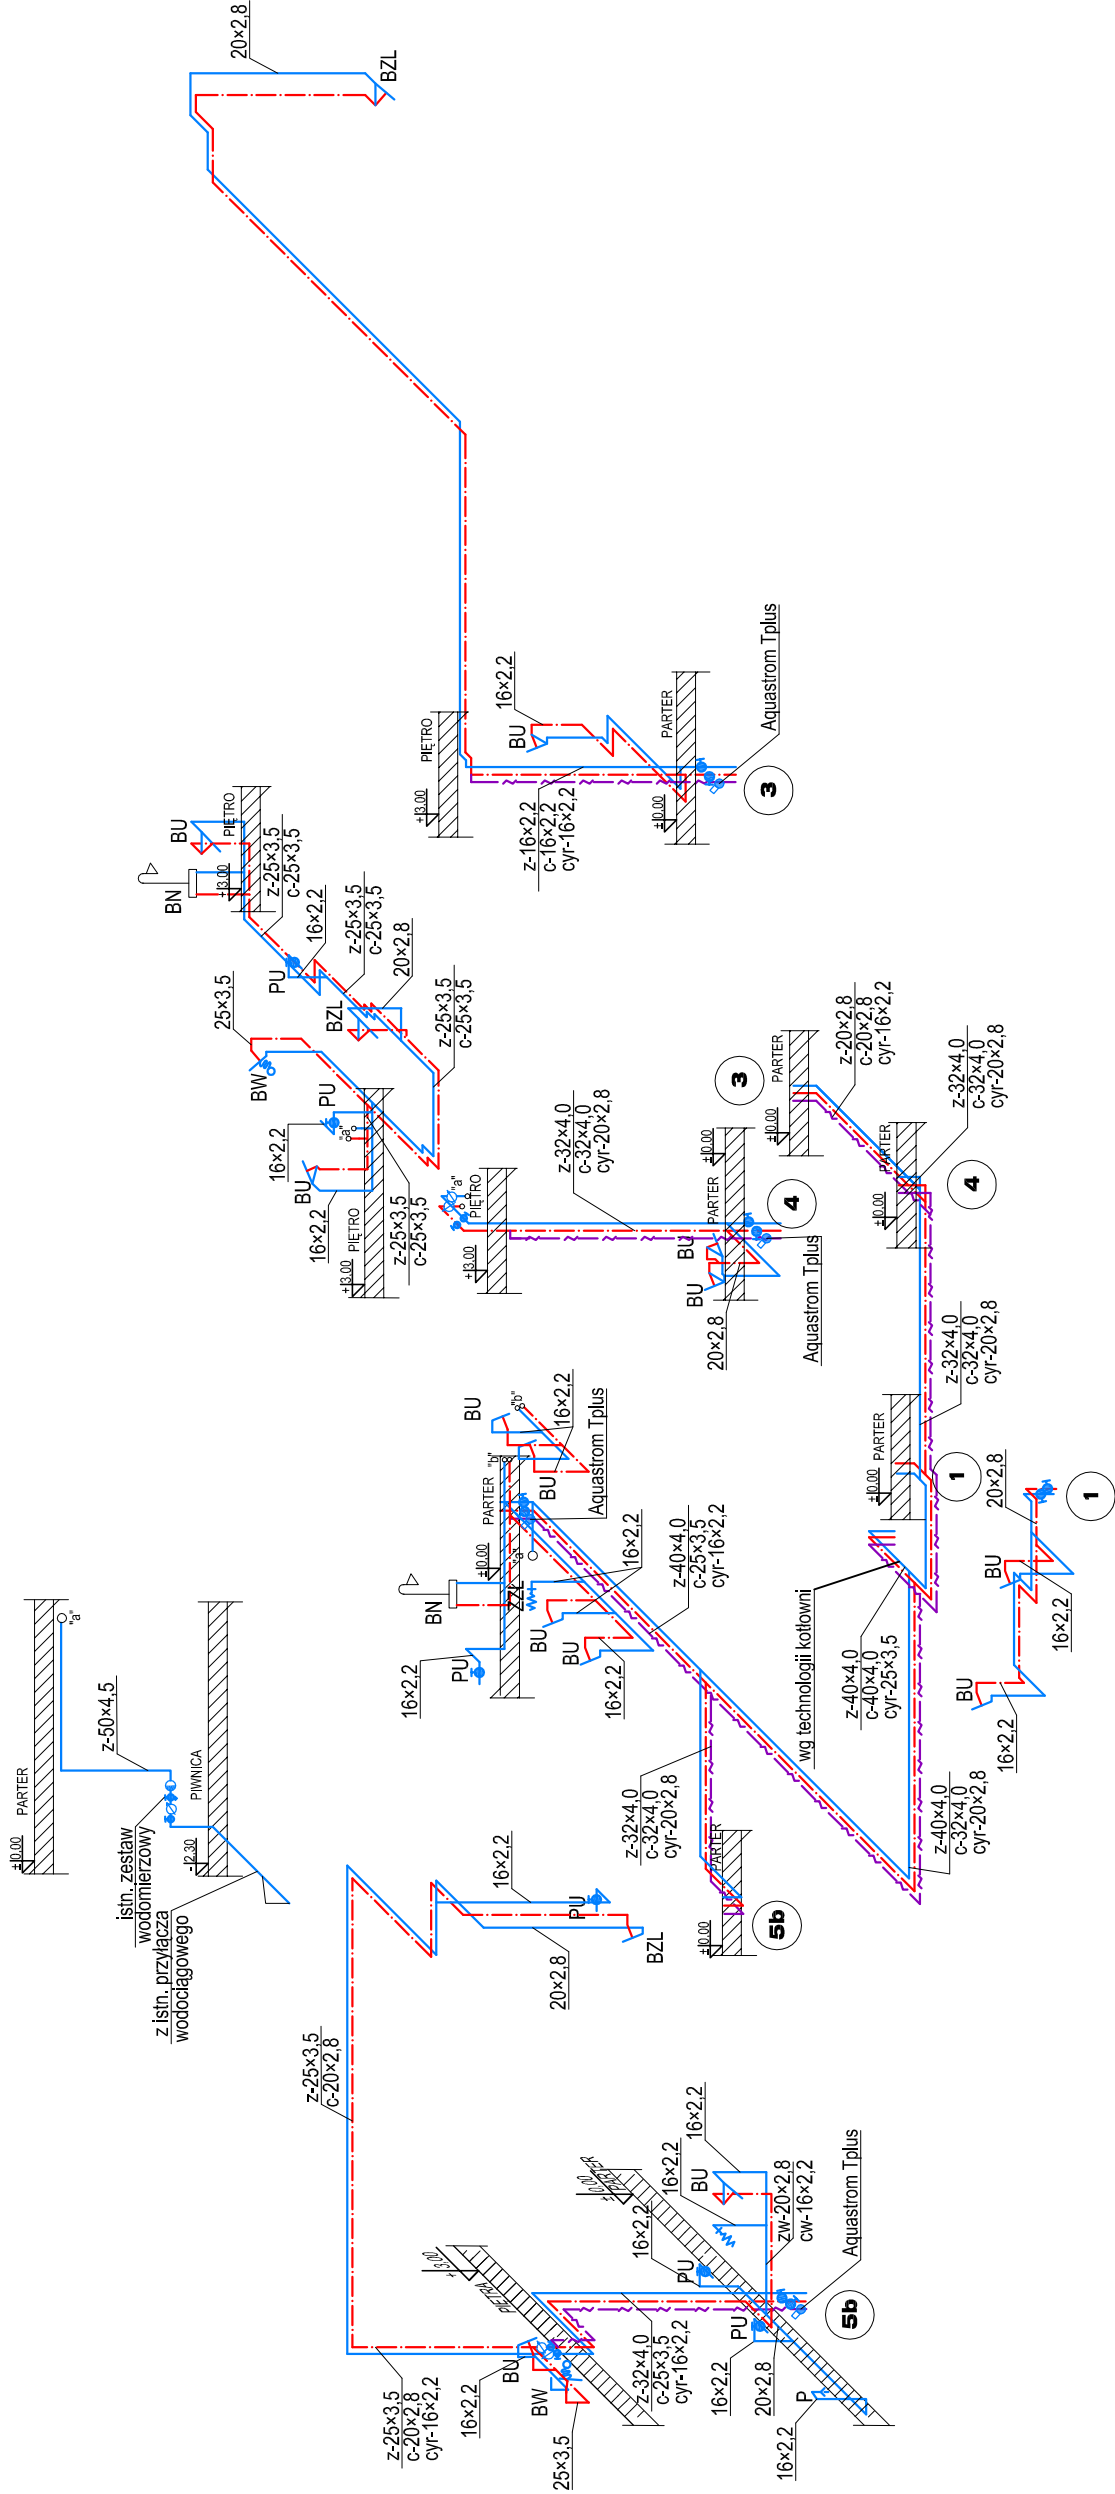 PARTER
±0.00
"a"
z-50×4,5
istn. zestaw
wodomierzowy
PIWNICA
-2.30
z istn. przyłącza
wodociągowego
z-25×3,5
c-20×2,8
16×2,2
PU
BZL
20×2,8
z-25×3,5
c-20×2,8
cyr-16×2,2
16×2,2
BU
BW
25×3,5
PIĘTRA
+3,00
z-32×4,0
c-25×3,5
cyr-16×2,2
PARTER
16×2,2
PU
16×2,2
16×2,2
BU
zw-20×2,8
cw-16×2,2
Aquastrom Tplus
5b
PU
16×2,2
20×2,8
P
16×2,2
BN
PU
16×2,2
PARTER
±0.00
"b"
"a"
ZZL
BU
"b"
16×2,2
BU
Aquastrom Tplus
16×2,2
BU
BU
16×2,2
z-40×4,0
c-25×3,5
cyr-16×2,2
z-32×4,0
c-32×4,0
cyr-20×2,8
PARTER
±0.00
5b
wg technologii kotłowni
z-40×4,0
c-40×4,0
cyr-25×3,5
z-40×4,0
c-32×4,0
cyr-20×2,8
PARTER
±0.00
1
z-32×4,0
c-32×4,0
cyr-20×2,8
20×2,8
1
BU
16×2,2
BU
16×2,2
PARTER
±0.00
4
z-32×4,0
c-32×4,0
cyr-20×2,8
PARTER
±0.00
3
z-20×2,8
c-20×2,8
cyr-16×2,2
BN
BU
PIĘTRO
+3.00
z-25×3,5
c-25×3,5
PU
16×2,2
z-25×3,5
c-25×3,5
BZL
20×2,8
25×3,5
BW
z-25×3,5
c-25×3,5
PU
"a"
16×2,2
BU
16×2,2
PIĘTRO
+3.00
z-25×3,5
c-25×3,5
"a"
PIĘTRO
+3.00
z-32×4,0
c-32×4,0
cyr-20×2,8
PARTER
±0.00
±0.00
BU
BU
20×2,8
4
Aquastrom Tplus
20×2,8
BZL
PIĘTRO
+3.00
BU
16×2,2
z-16×2,2
c-16×2,2
cyr-16×2,2
PARTER
±0.00
3
Aquastrom Tplus